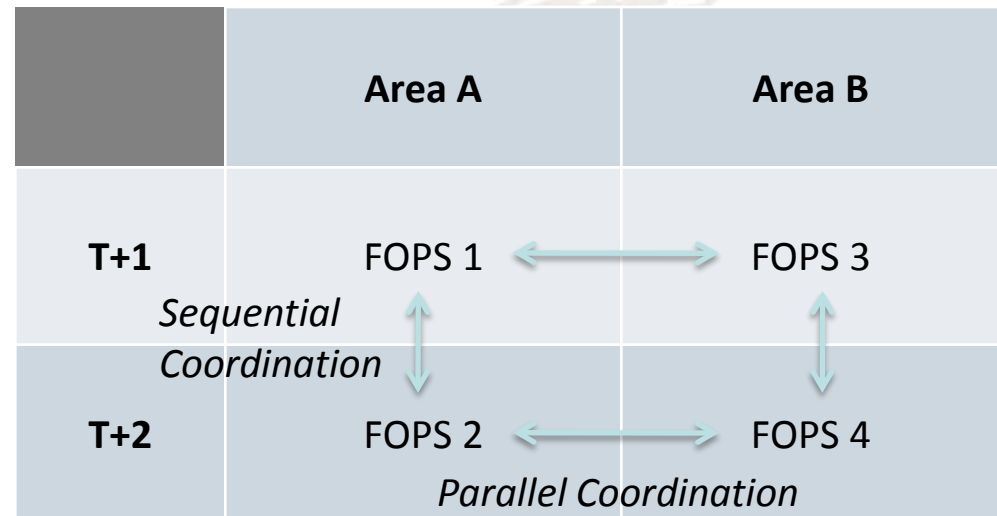 Area A Area B
T+1 FOPS 1 FOPS 3
Sequential
Coordination
T+2 FOPS 2 FOPS 4
Parallel Coordination